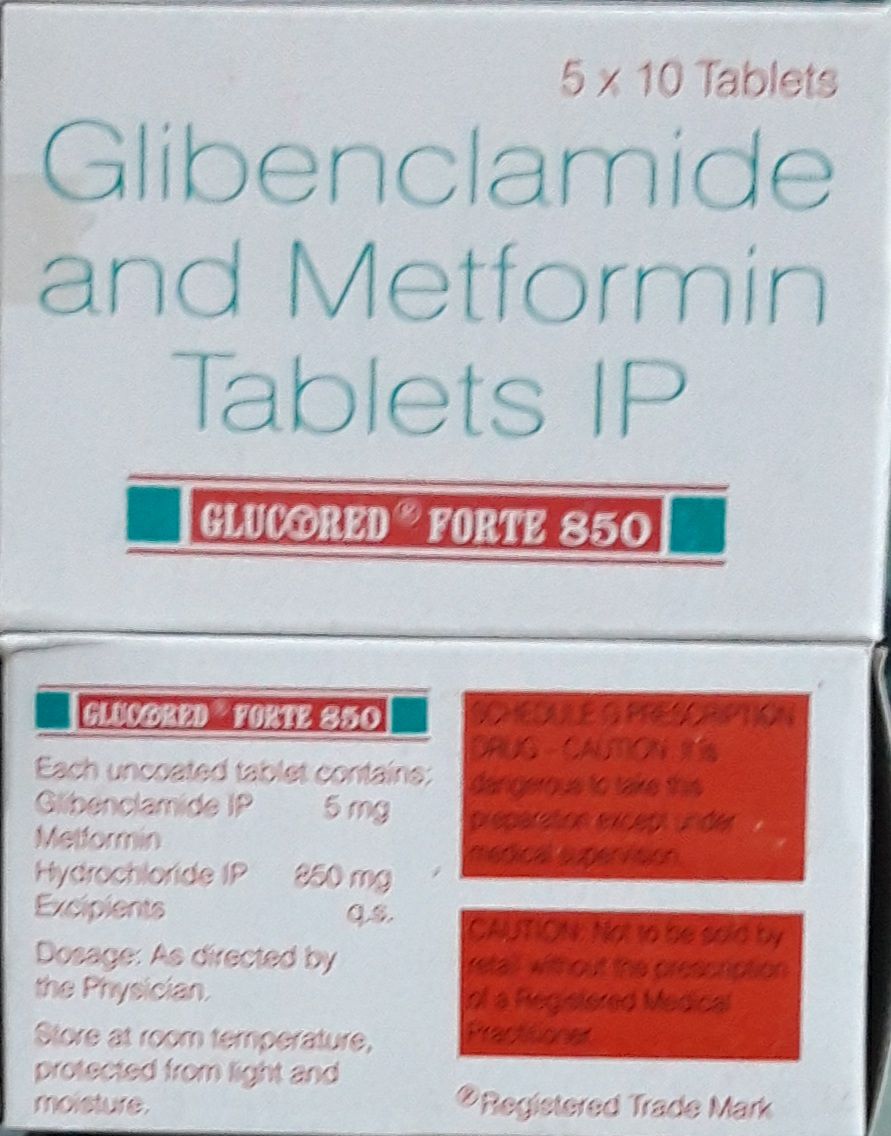 5 x 10 Tablets
Glibenclamide
and Metformin
Tablets IP
GLUCORED® FORTE 850
GLUCORED® FORTE 850
Each uncoated tablet contains:
Glibenclamide IP 5 mg
Metformin
Hydrochloride IP 850 mg
Excipients q.s.
Dosage: As directed by
the Physician.
Store at room temperature,
protected from light and
moisture.
SCHEDULE G PRESCRIPTION
DRUG - CAUTION: It is
dangerous to take this
preparation except under
medical supervision.
CAUTION: Not to be sold by
retail without the prescription
of a Registered Medical
Practitioner.
®Registered Trade Mark